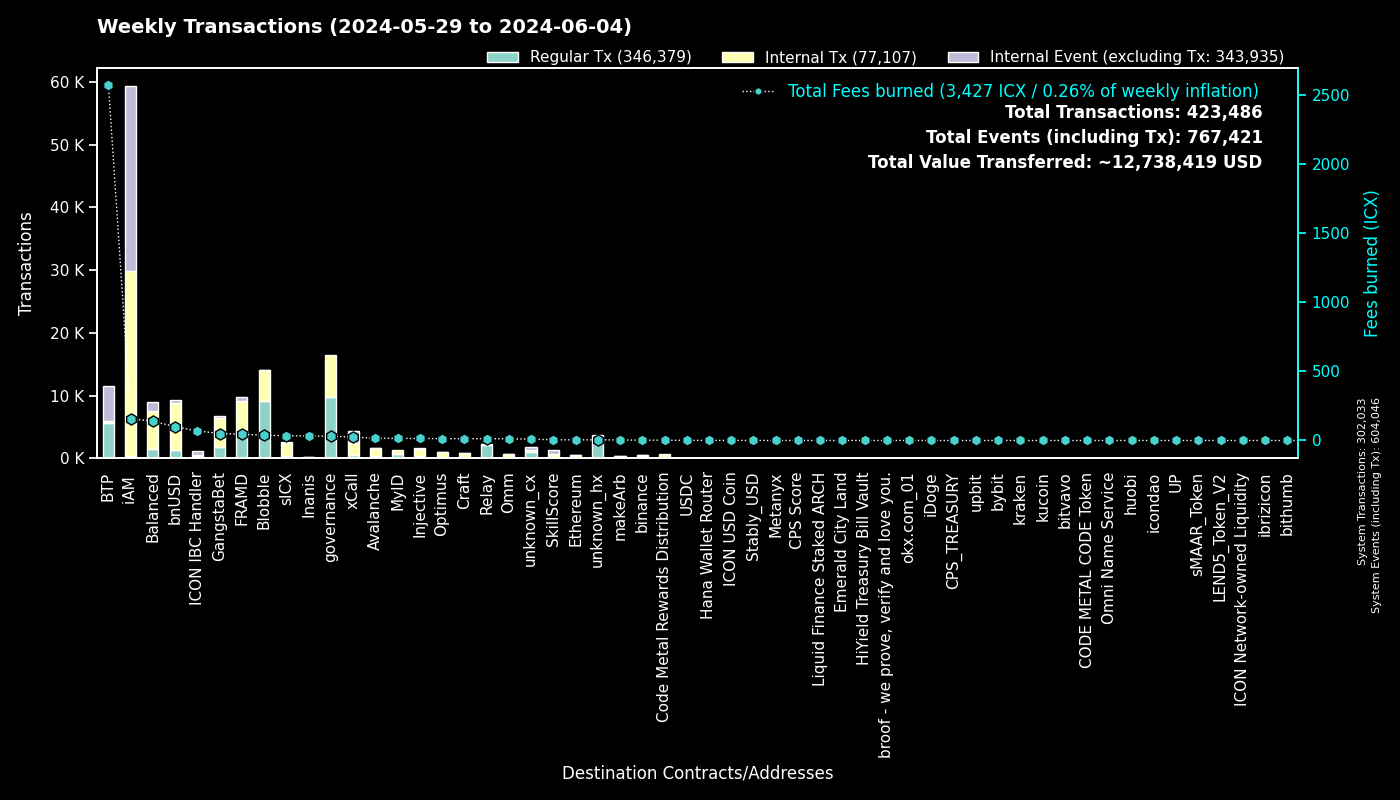 Weekly Transactions (2024-05-29 to 2024-06-04)
Regular Tx (346,379)
Internal Tx (77,107)
Internal Event (excluding Tx: 343,935)
Total Fees burned (3,427 ICX / 0.26% of weekly inflation)
Total Transactions: 423,486
Total Events (including Tx): 767,421
Total Value Transferred: ~12,738,419 USD
Transactions
60 K
50 K
40 K
30 K
20 K
10 K
0 K
2500
2000
1500
1000
500
0
Fees burned (ICX)
System Transactions: 302,033
System Events (including Tx): 604,046
BTP
iAM
Balanced
bnUSD
ICON IBC Handler
GangstaBet
FRAMD
Blobble
sICX
Inanis
governance
xCall
Avalanche
MyID
Injective
Optimus
Craft
Relay
Omm
unknown_cx
SkillScore
Ethereum
unknown_hx
makeArb
binance
Code Metal Rewards Distribution
USDC
Hana Wallet Router
ICON USD Coin
Stably_USD
Metanyx
CPS Score
Liquid Finance Staked ARCH
Emerald City Land
HiYield Treasury Bill Vault
broof - we prove, verify and love you.
okx.com_01
iDoge
CPS_TREASURY
upbit
bybit
kraken
kucoin
bitvavo
CODE METAL CODE Token
Omni Name Service
huobi
icondao
UP
sMAAR_Token
LEND5_Token_V2
ICON Network-owned Liquidity
ibrizicon
bithumb
Destination Contracts/Addresses